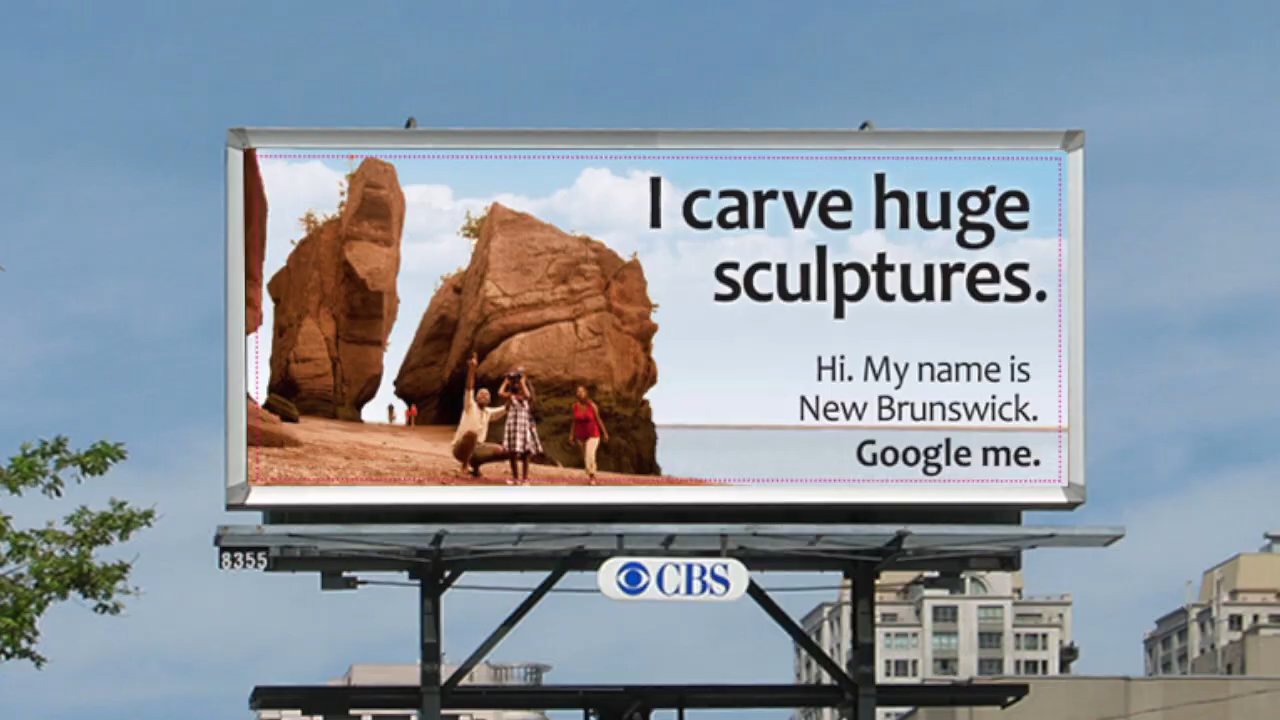 I carve huge
sculptures.
Hi. My name is
New Brunswick.
Google me.
8355
CBS